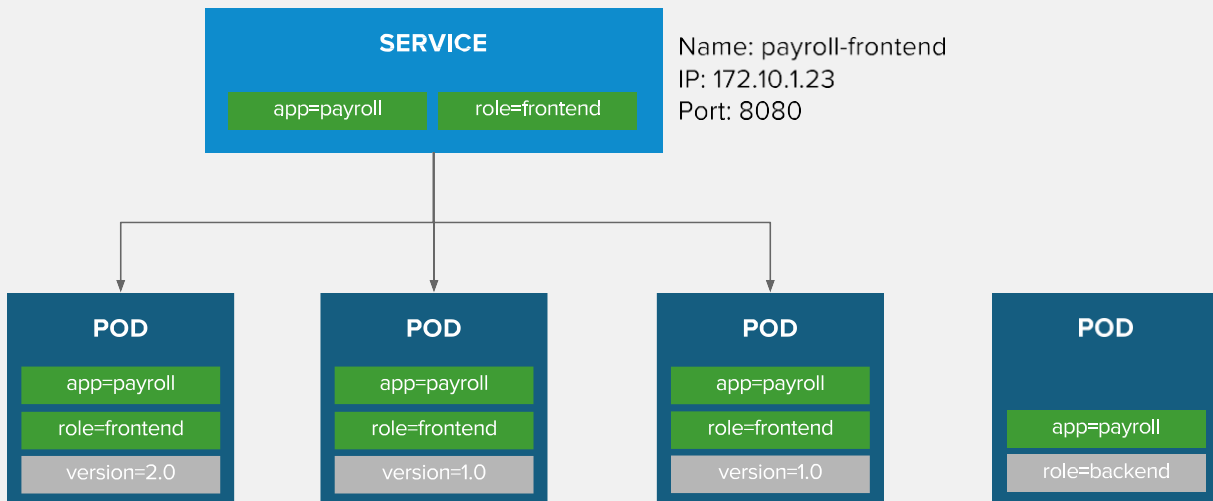 SERVICE
app=payroll
role=frontend
Name: payroll-frontend
IP: 172.10.1.23
Port: 8080
POD
app=payroll
role=frontend
version=2.0
POD
app=payroll
role=frontend
version=1.0
POD
app=payroll
role=frontend
version=1.0
POD
app=payroll
role=backend